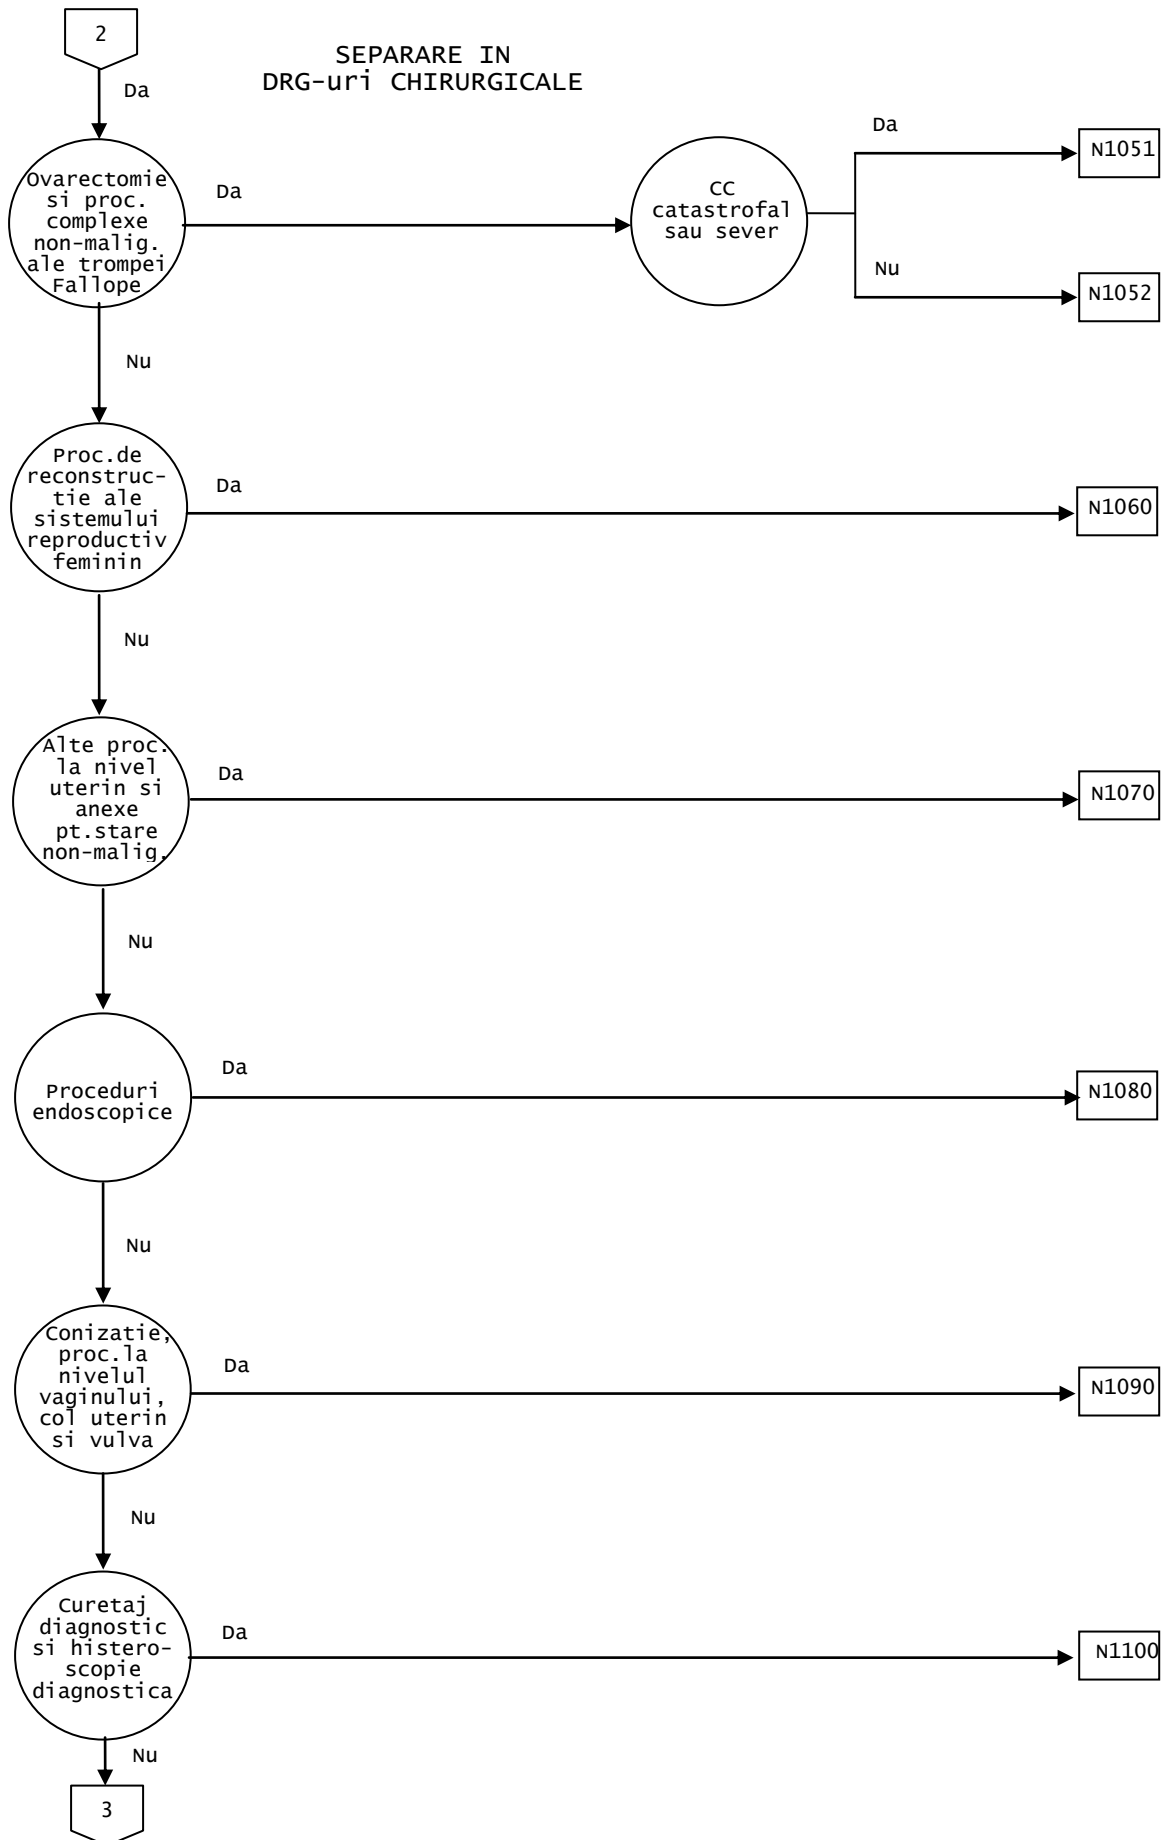 2
SEPARARE IN
DRG-uri CHIRURGICALE
Da
Ovarectomie
si proc.
complexe
non-malig.
ale trompei
Fallope
Da
CC
catastrofal
sau sever
Da
N1051
Nu
N1052
Nu
Proc.de
reconstruc-
tie ale
sistemului
reproductiv
feminin
Da
N1060
Nu
Alte proc.
la nivel
uterin si
anexe
pt.stare
non-malig.
Da
N1070
Nu
Proceduri
endoscopice
Da
N1080
Nu
Conizatie,
proc.la
nivelul
vaginului,
col uterin
si vulva
Da
N1090
Nu
Curetaj
diagnostic
si histero-
scopie
diagnostica
Da
N1100
Nu
3